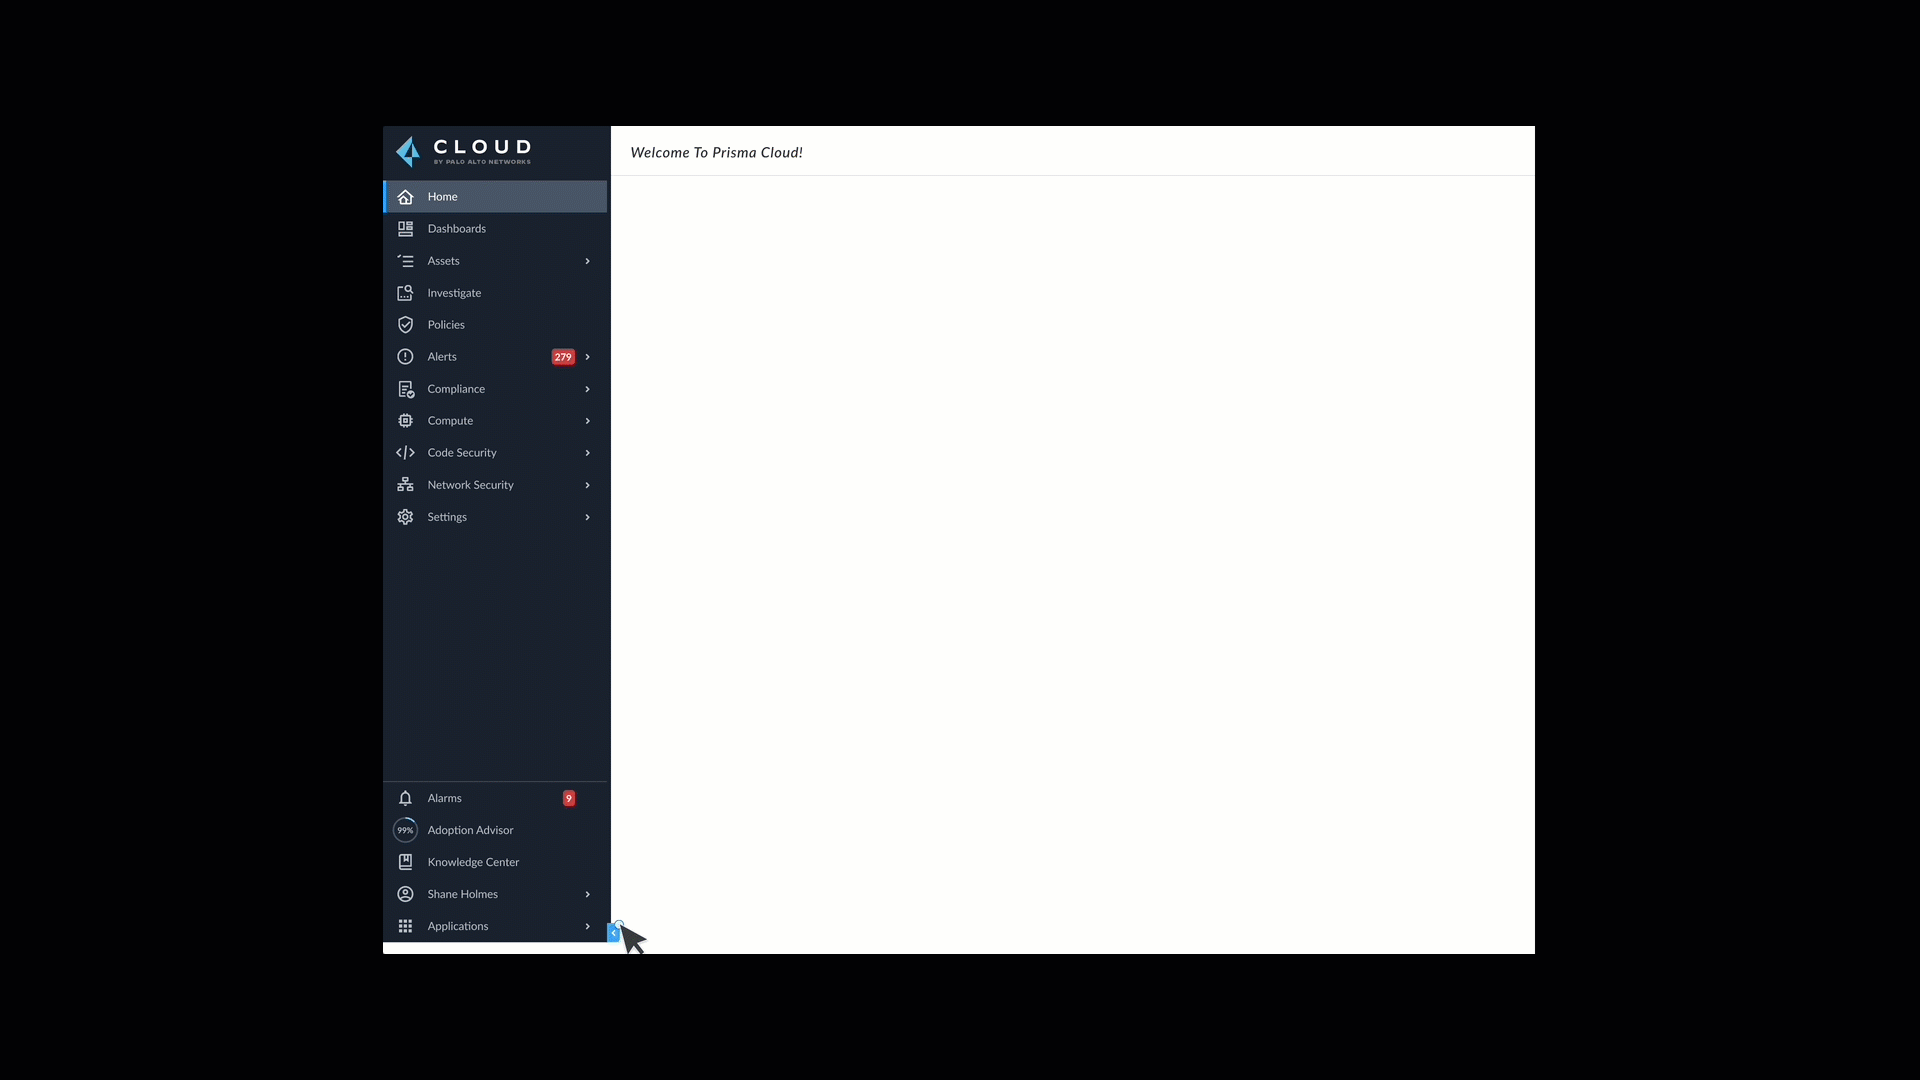 CLOUD
BY PALO ALTO NETWORKS
Welcome To Prisma Cloud!
Home
Dashboards
Assets
Investigate
Policies
Alerts 279
Compliance
Compute
Code Security
Network Security
Settings
Alarms 9
99% Adoption Advisor
Knowledge Center
Shane Holmes
Applications